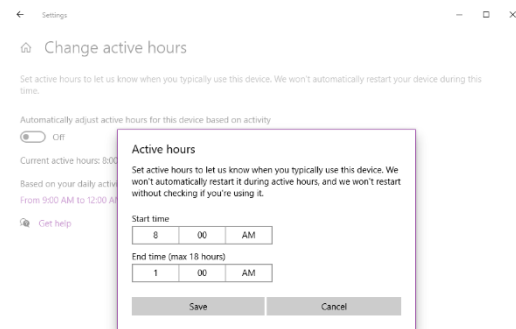 Settings
Change active hours
Set active hours to let us know when you typically use this device. We won't automatically restart your device during this
time.
Automatically adjust active hours for this device based on activity
Off
Current active hours: 8:00
Based on your daily activi
From 9:00 AM to 12:00 AM
Get help
Active hours
Set active hours to let us know when you typically use this device. We
won't automatically restart it during active hours, and we won't restart
without checking if you're using it.
Start time
8 00 AM
End time (max 18 hours)
1 00 AM
Save Cancel